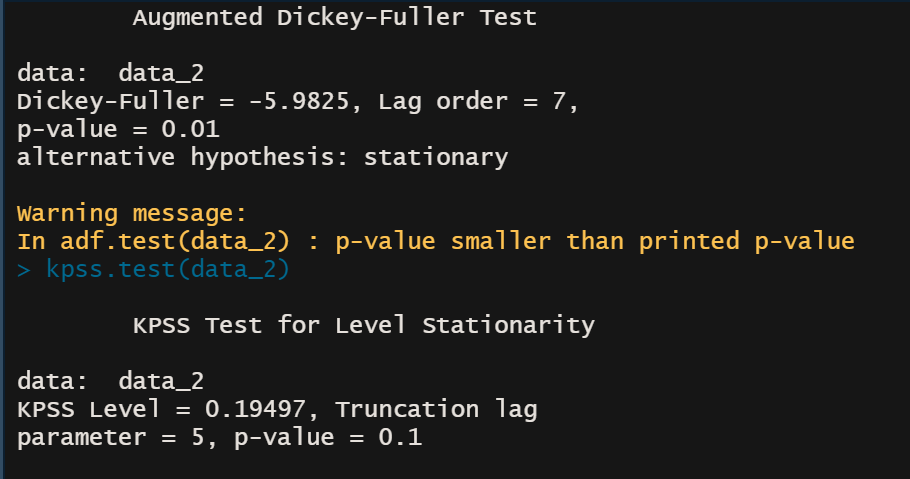 Augmented Dickey-Fuller Test
data:  data_2
Dickey-Fuller = -5.9825, Lag order = 7,
p-value = 0.01
alternative hypothesis: stationary
Warning message:
In adf.test(data_2) : p-value smaller than printed p-value
> kpss.test(data_2)
KPSS Test for Level Stationarity
data:  data_2
KPSS Level = 0.19497, Truncation lag
parameter = 5, p-value = 0.1